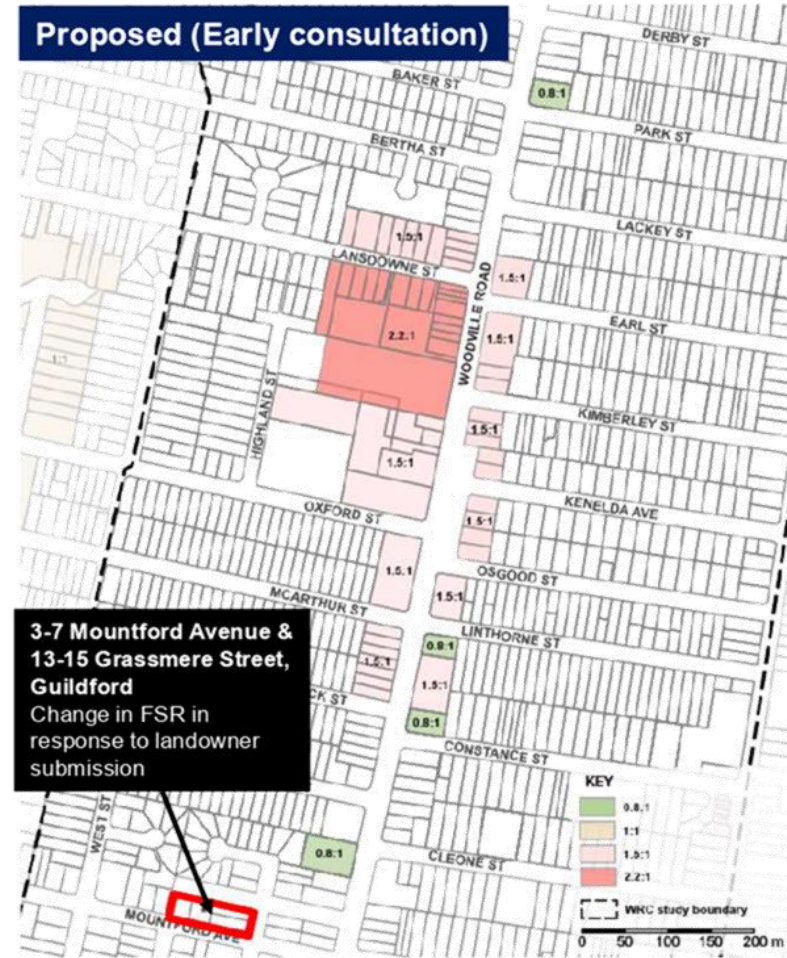 Proposed (Early consultation)
DERBY ST
BAKER ST
0.8:1
PARK ST
BERTHA ST
LACKEY ST
1.5:1
LANSDOWNE ST
1.5:1
WOODVILLE ROAD
EARL ST
2.2:1
1.5:1
1:1
HIGHLAND ST
KIMBERLEY ST
1.5:1
1.5:1
KENELDA AVE
OXFORD ST
1.5:1
1.5:1
OSGOOD ST
MCARTHUR ST
1.5:1
LINTHORNE ST
3-7 Mountford Avenue &
13-15 Grassmere Street,
Guildford
Change in FSR in
response to landowner
submission
0.8:1
1.5:1
1.5:1
CK ST
0.8:1
CONSTANCE ST
WEST ST
0.8:1
CLEONE ST
MOUNTFORD AVE
KEY
0.8:1
1:1
1.5:1
2.2:1
WRC study boundary
0 50 100 150 200 m